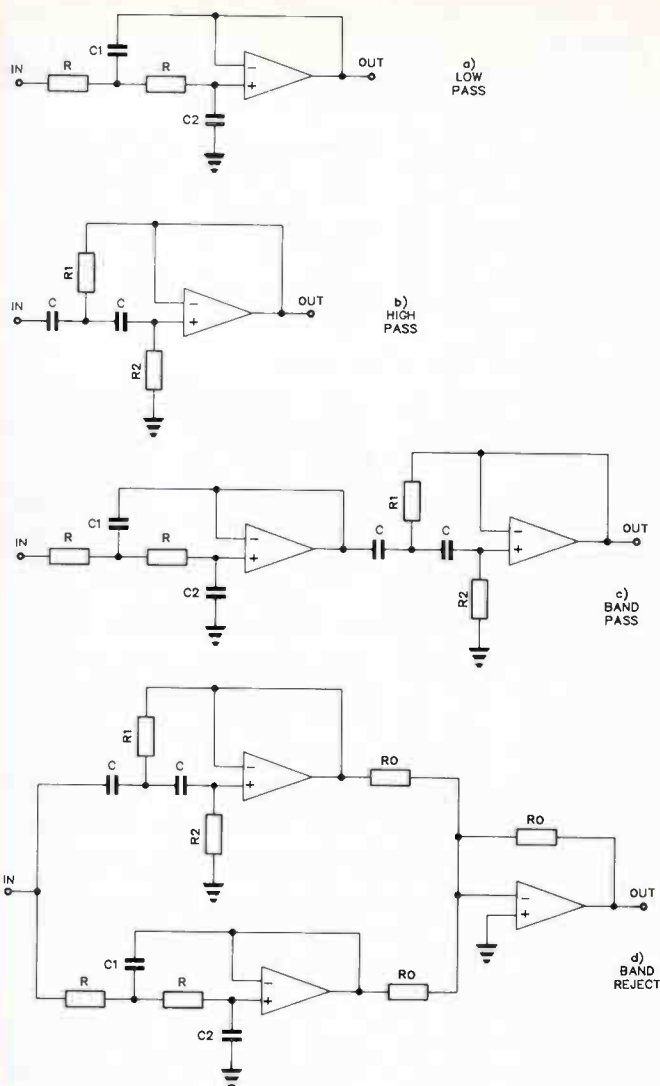 C1
IN
R
R
OUT
C2
a)
LOW
PASS
R1
IN
C
C
OUT
R2
b)
HIGH
PASS
IN
R
C1
R
C2
C
R1
C
R2
OUT
c)
BAND
PASS
IN
C
R1
C
R2
RO
RO
OUT
R
C1
R
C2
RO
d)
BAND
REJECT
- 
+
-
+
-
+
-
+
-
+
-
+
-
+